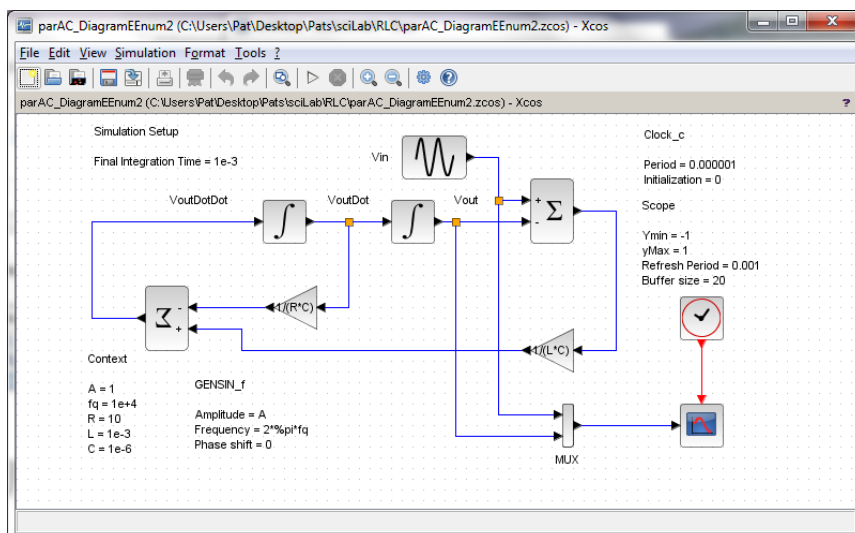 parAC_DiagramEEnum2 (C:\Users\Pat\Desktop\Pats\sciLab\RLC\parAC_DiagramEEnum2.zcos) - Xcos
File Edit View Simulation Format Tools ?
parAC_DiagramEEnum2 (C:\Users\Pat\Desktop\Pats\sciLab\RLC\parAC_DiagramEEnum2.zcos) - Xcos ?
Simulation Setup
Final Integration Time = 1e-3
Vin
Clock_c
Period = 0.000001
Initialization = 0
VoutDotDot
VoutDot
Vout
Scope
Ymin = -1
yMax = 1
Refresh Period = 0.001
Buffer size = 20
∫
∫
+
-
Σ
1/(R*C)
Σ
-
+
1/(L*C)
Context
A = 1
fq = 1e+4
R = 10
L = 1e-3
C = 1e-6
GENSIN_f
Amplitude = A
Frequency = 2*%pi*fq
Phase shift = 0
MUX